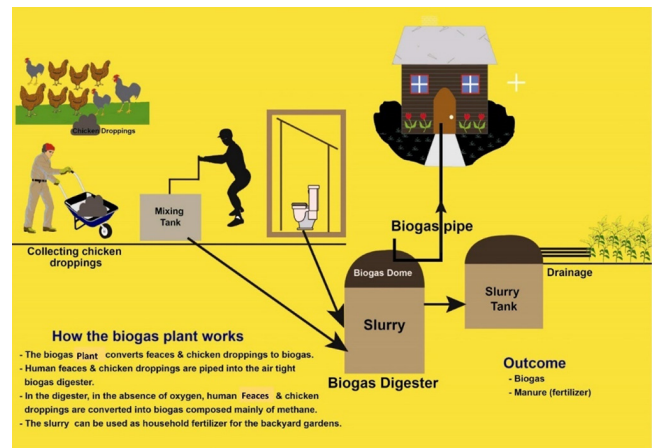 Chicken Droppings
Mixing
Tank
Collecting chicken
droppings
Biogas pipe
Biogas Dome
Slurry
Biogas Digester
Slurry
Tank
Drainage
How the biogas plant works
- The biogas Plant converts feaces & chicken droppings to biogas.
- Human feaces & chicken droppings are piped into the air tight
biogas digester.
- In the digester, in the absence of oxygen, human Feaces & chicken
droppings are converted into biogas composed mainly of methane.
- The slurry can be used as household fertilizer for the backyard gardens.
Outcome
- Biogas
- Manure (fertilizer)